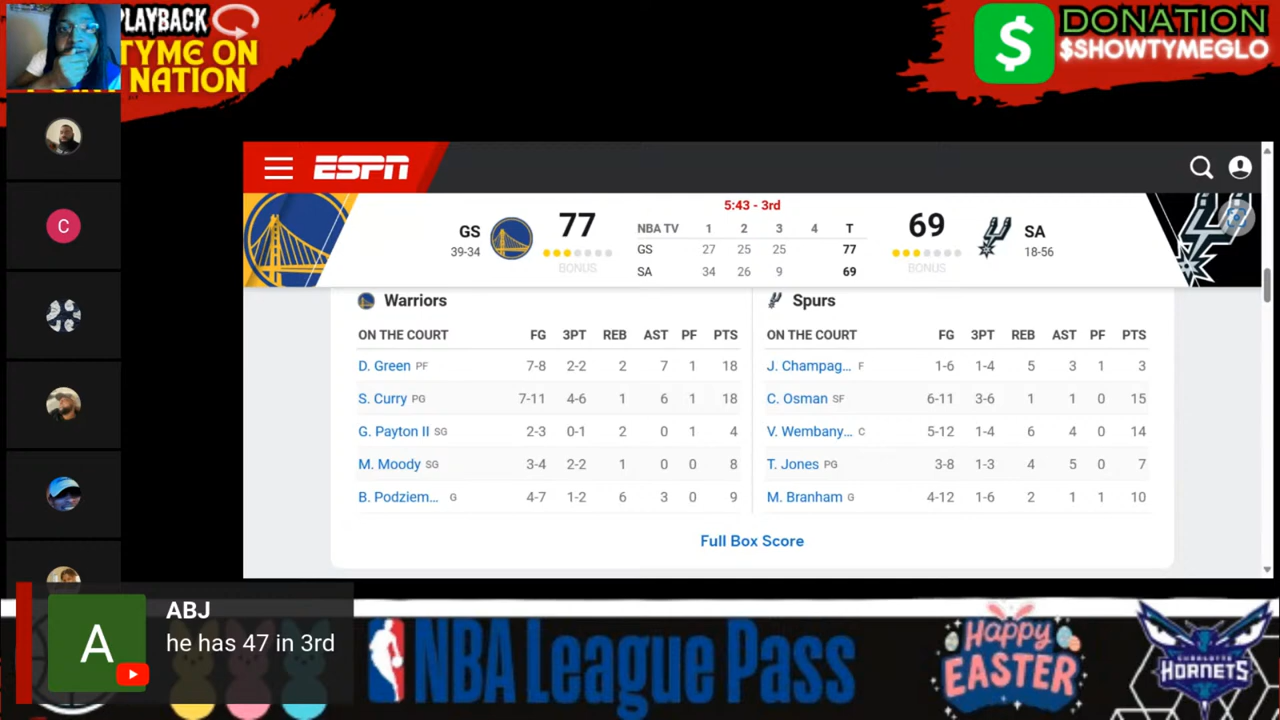 PLAYBACK
TYME ON
NATION
DONATION
$SHOWTYMEGLO
ESPN
5:43 - 3rd
GS 77 NBA TV 1 2 3 4 T 69 SA
39-34 GS 27 25 25 77 18-56
BONUS SA 34 26 9 69 BONUS
Warriors
ON THE COURT FG 3PT REB AST PF PTS
D. Green PF 7-8 2-2 2 7 1 18
S. Curry PG 7-11 4-6 1 6 1 18
G. Payton II SG 2-3 0-1 2 0 1 4
M. Moody SG 3-4 2-2 1 0 0 8
B. Podziem... G 4-7 1-2 6 3 0 9
Spurs
ON THE COURT FG 3PT REB AST PF PTS
J. Champag... F 1-6 1-4 5 3 1 3
C. Osman SF 6-11 3-6 1 1 0 15
V. Wembany... C 5-12 1-4 6 4 0 14
T. Jones PG 3-8 1-3 4 5 0 7
M. Branham G 4-12 1-6 2 1 1 10
Full Box Score
C
A
ABJ
he has 47 in 3rd
NBA League Pass
HAPPY
EASTER
CHARLOTTE
HORNETS